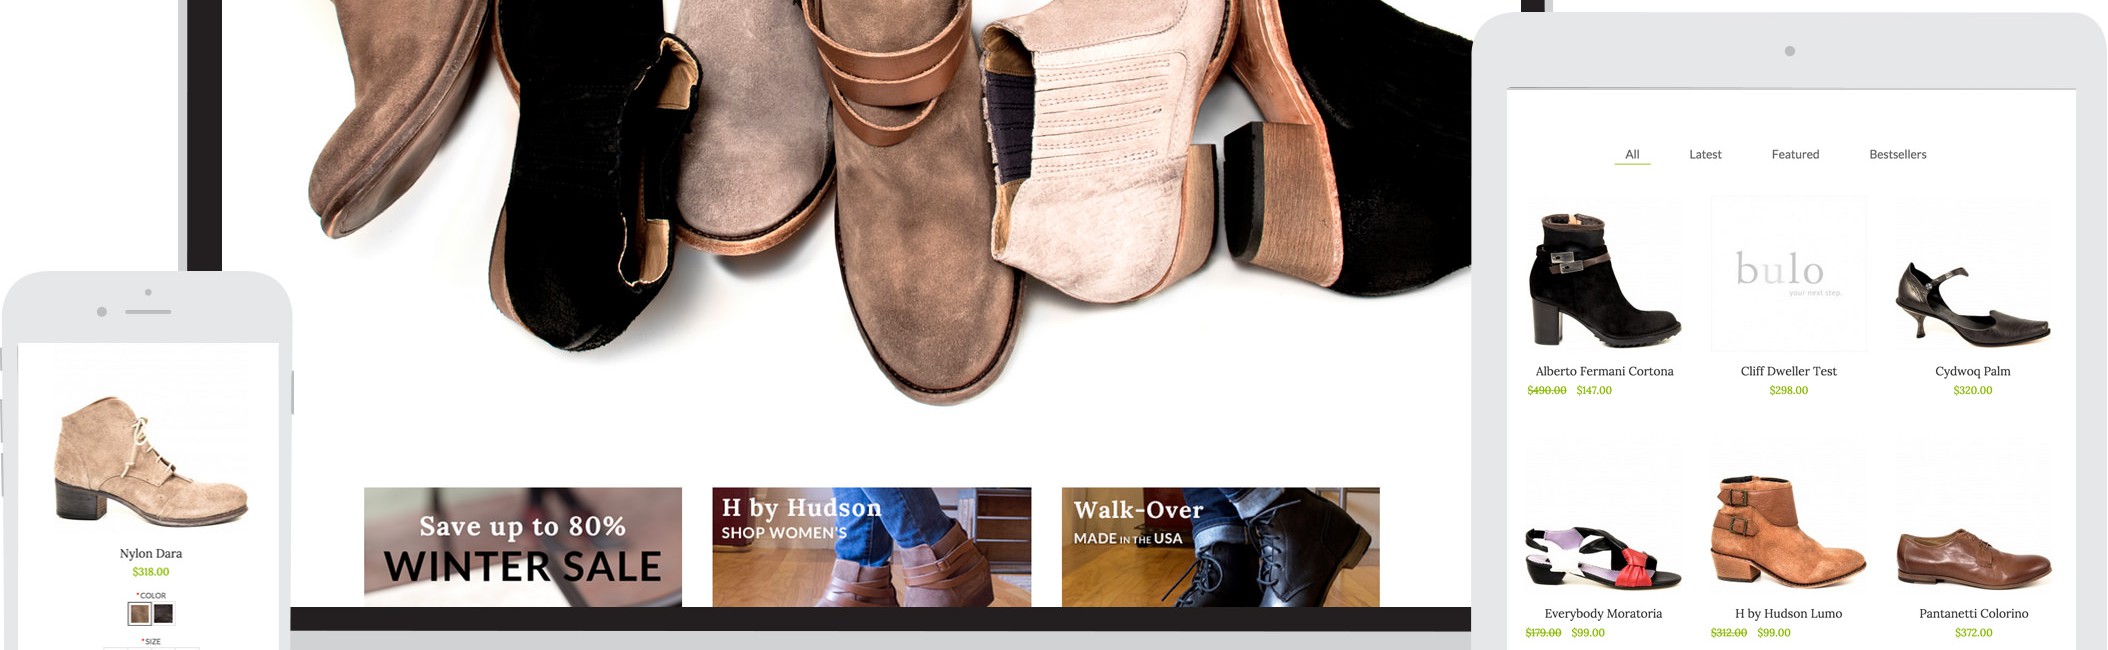 Save up to 80%
WINTER SALE
H by Hudson
SHOP WOMEN'S
Walk-Over
MADE IN THE USA
Nylon Dara
$318.00
*COLOR
*SIZE
All Latest Featured Bestsellers
bulo
your next step.
Alberto Fermani Cortona
$490.00 $147.00
Cliff Dweller Test
$298.00
Cydwoq Palm
$320.00
Everybody Moratoria
$179.00 $99.00
H by Hudson Lumo
$312.00 $99.00
Pantanetti Colorino
$372.00